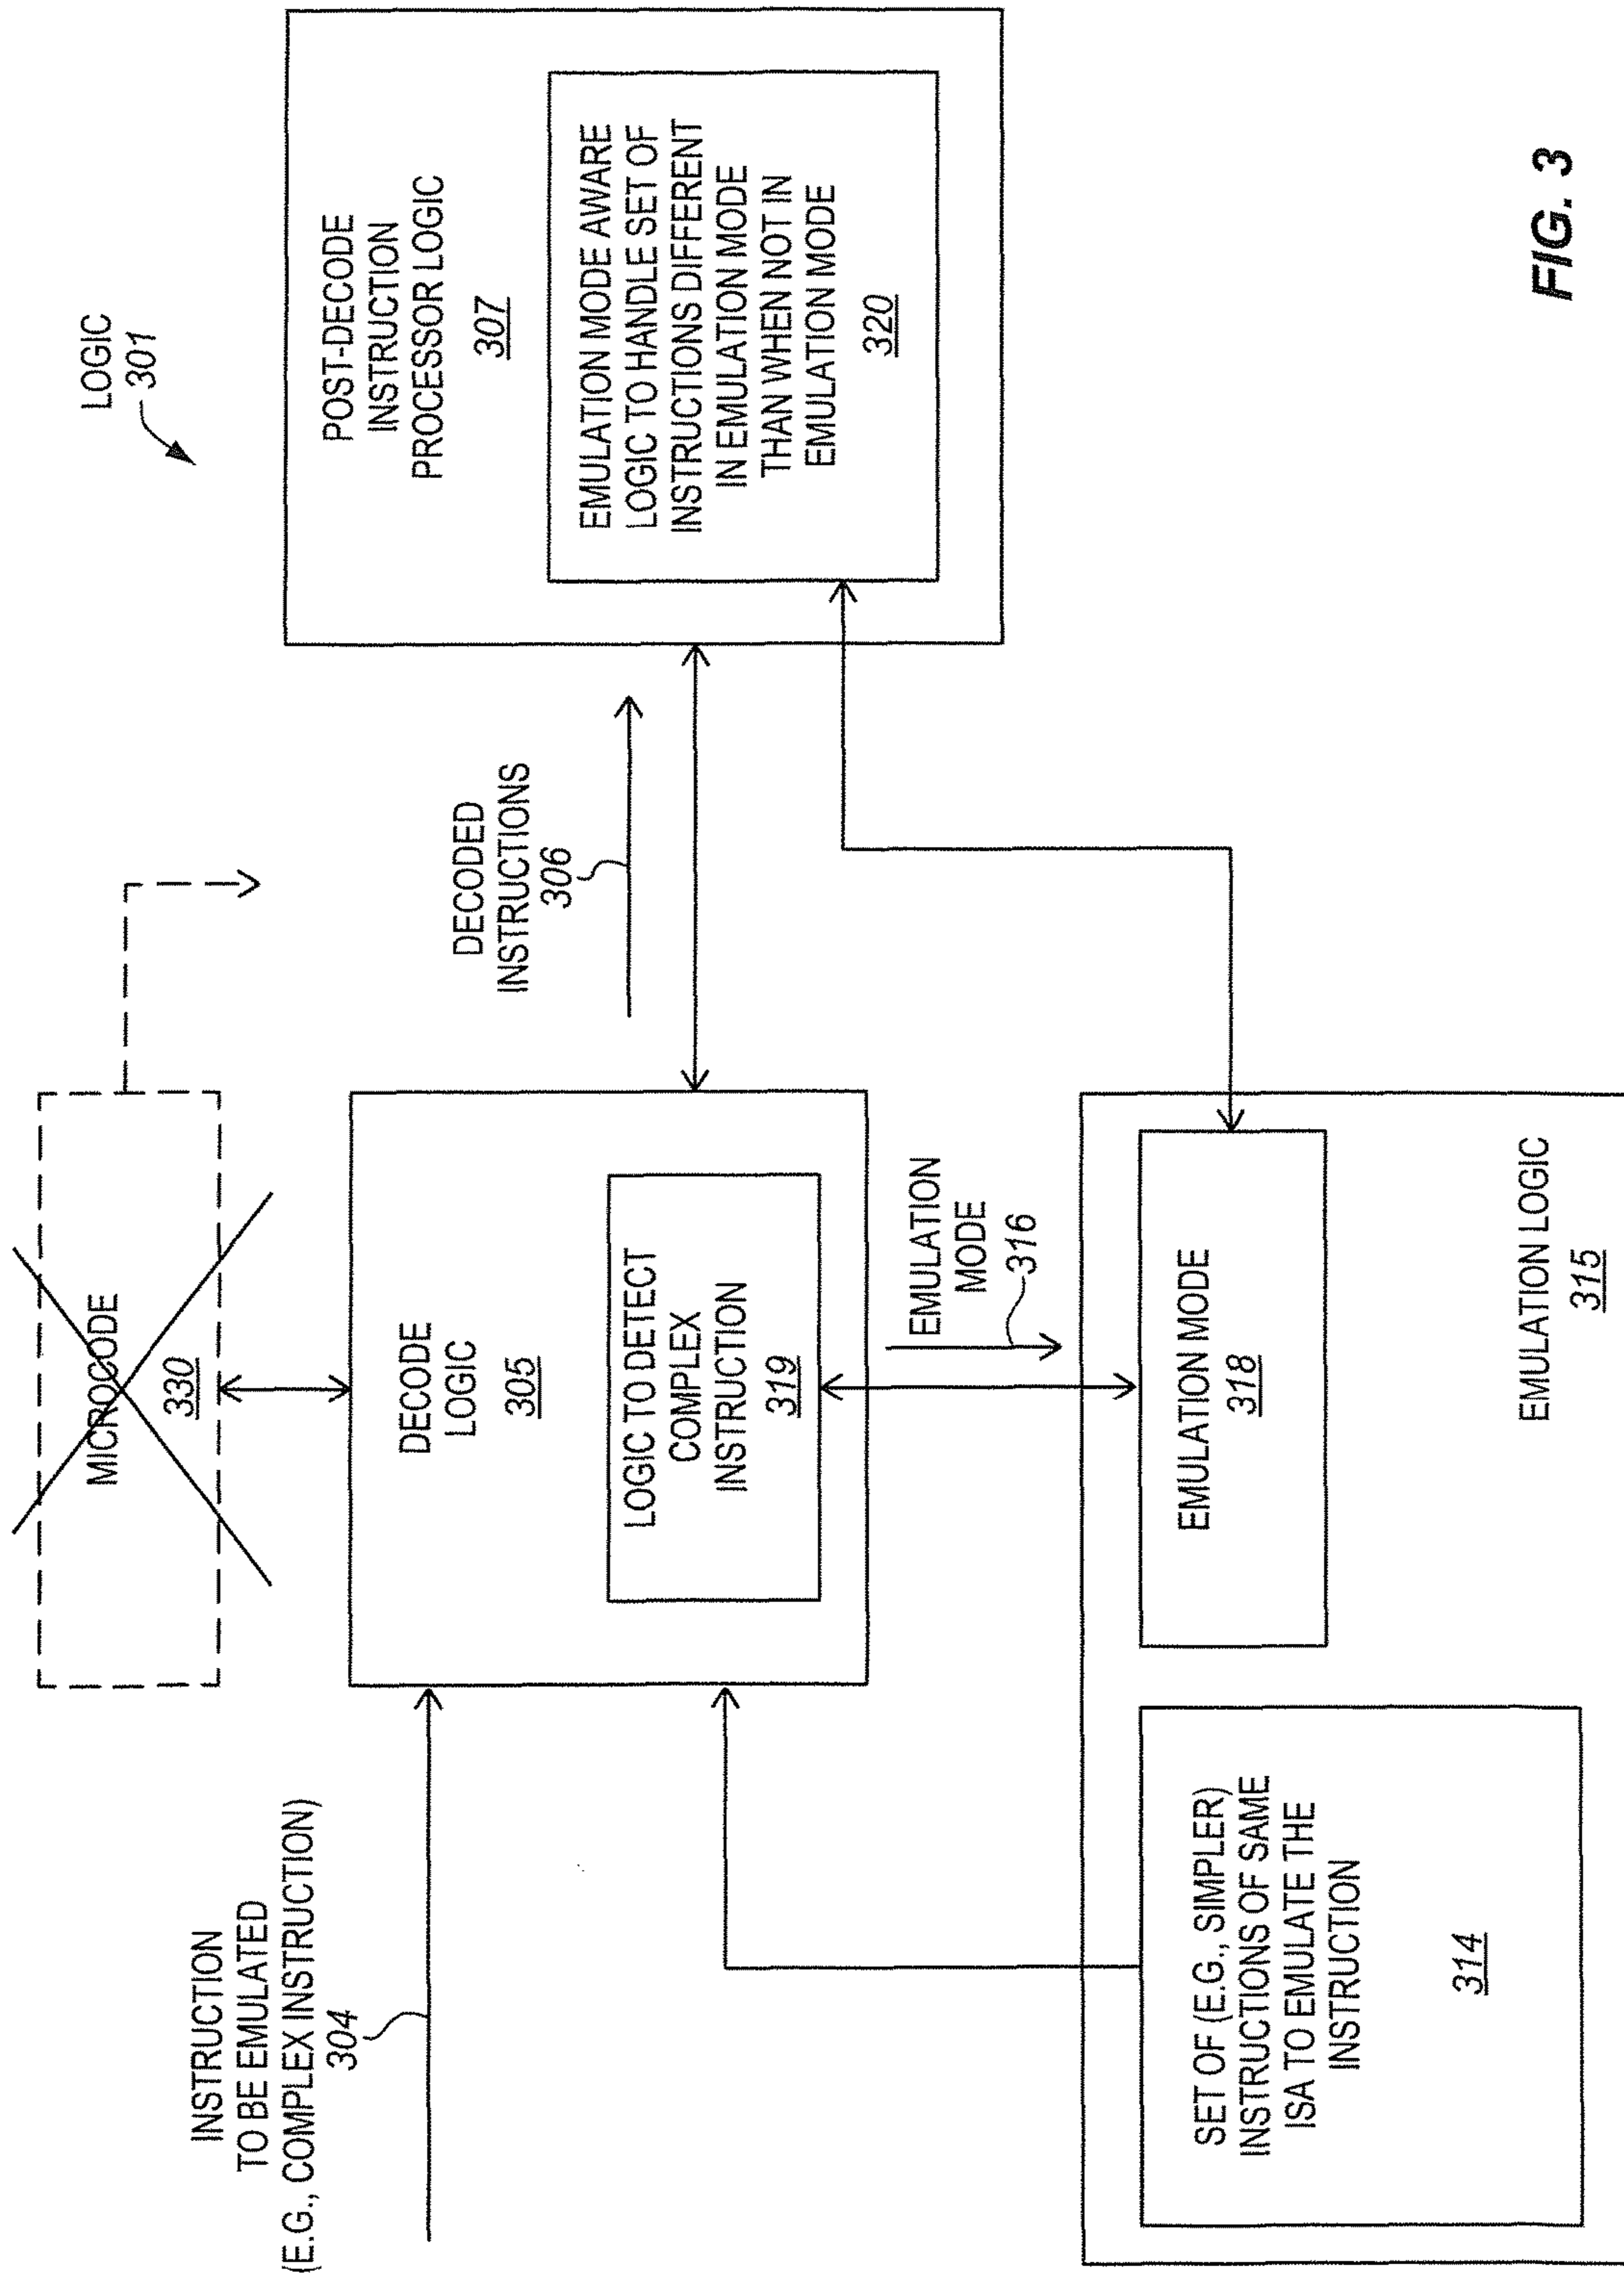 LOGIC
301
MICROCODE
330
INSTRUCTION
TO BE EMULATED
(E.G., COMPLEX INSTRUCTION)
304
DECODE
LOGIC
305
LOGIC TO DETECT
COMPLEX
INSTRUCTION
319
DECODED
INSTRUCTIONS
306
POST-DECODE
INSTRUCTION
PROCESSOR LOGIC
307
EMULATION MODE AWARE
LOGIC TO HANDLE SET OF
INSTRUCTIONS DIFFERENT
IN EMULATION MODE
THAN WHEN NOT IN
EMULATION MODE
320
EMULATION
MODE
316
SET OF (E.G., SIMPLER)
INSTRUCTIONS OF SAME
ISA TO EMULATE THE
INSTRUCTION
314
EMULATION MODE
318
EMULATION LOGIC
315
FIG. 3